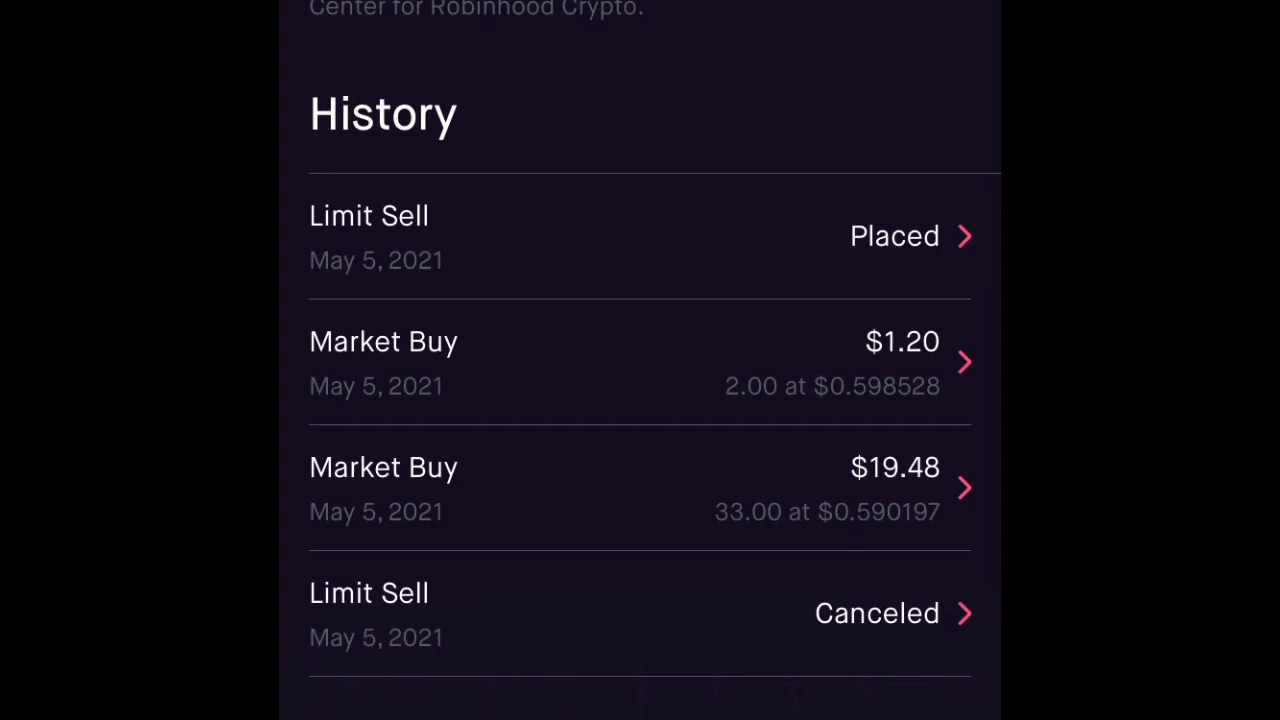 Center for Robinhood Crypto.
History
Limit Sell
Placed
May 5, 2021
Market Buy
$1.20
May 5, 2021
2.00 at $0.598528
Market Buy
$19.48
May 5, 2021
33.00 at $0.590197
Limit Sell
Canceled
May 5, 2021